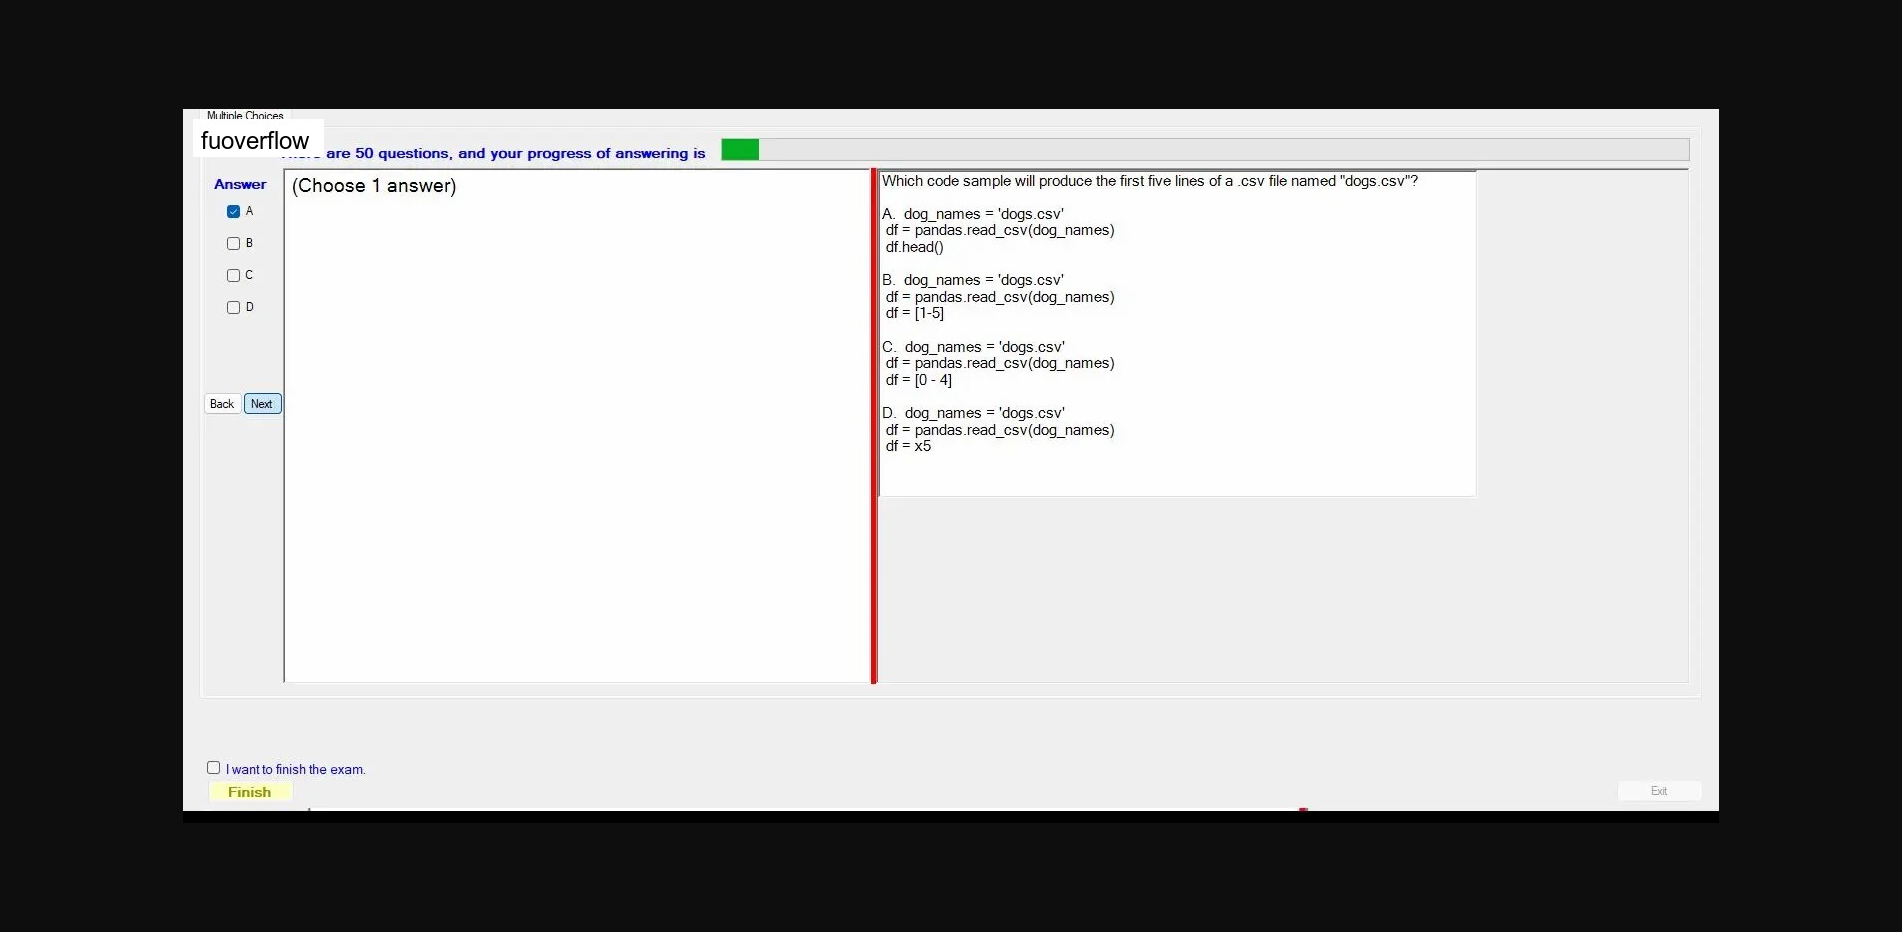 Multiple Choices
fuoverflow
are 50 questions, and your progress of answering is
Answer
A
B
C
D
Back Next
(Choose 1 answer)
Which code sample will produce the first five lines of a .csv file named "dogs.csv"?
A. dog_names = 'dogs.csv'
df = pandas.read_csv(dog_names)
df.head()
B. dog_names = 'dogs.csv'
df = pandas.read_csv(dog_names)
df = [1-5]
C. dog_names = 'dogs.csv'
df = pandas.read_csv(dog_names)
df = [0 - 4]
D. dog_names = 'dogs.csv'
df = pandas.read_csv(dog_names)
df = x5
I want to finish the exam.
Finish
Exit